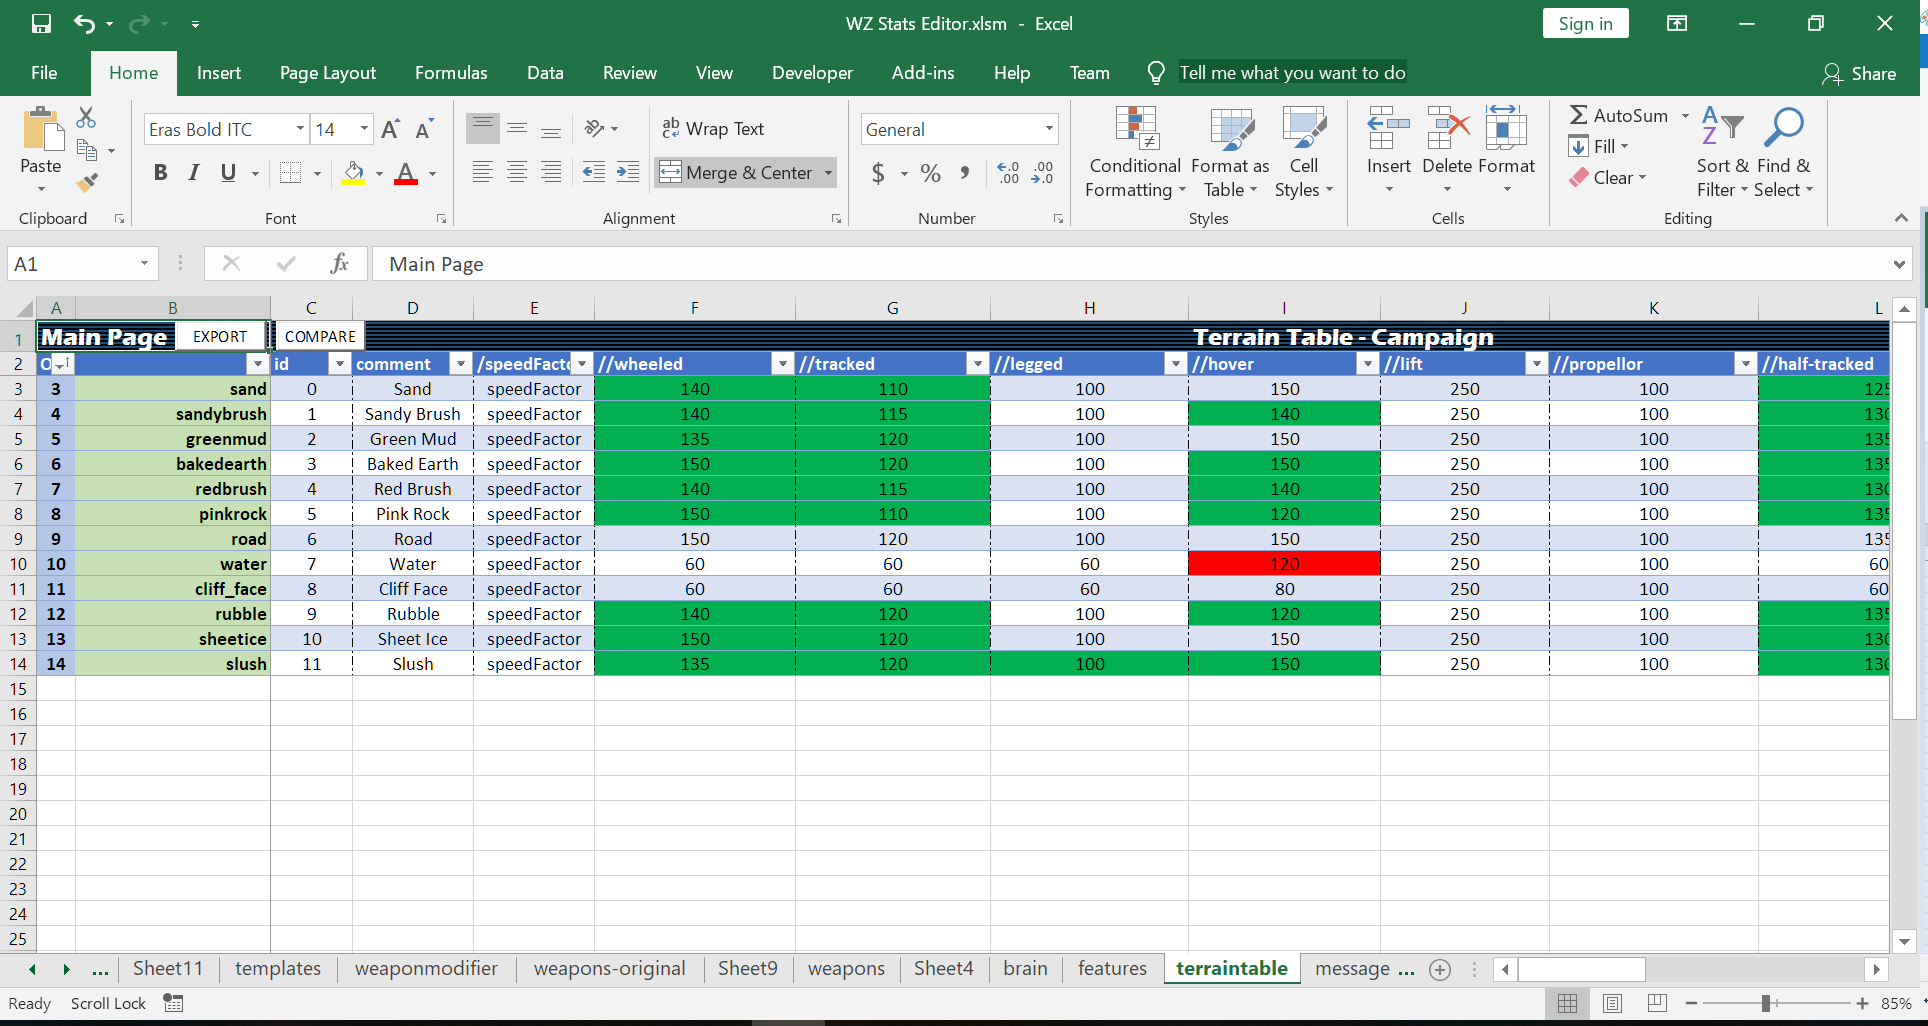 WZ Stats Editor.xlsm - Excel
Sign in
File Home Insert Page Layout Formulas Data Review View Developer Add-ins Help Team Tell me what you want to do Share
Paste
Clipboard
Eras Bold ITC 14
B I U
Font
Wrap Text
Merge & Center
Alignment
General
$ % ,
Number
Conditional Formatting
Format as Table
Cell Styles
Styles
Insert Delete Format
Cells
AutoSum
Fill
Clear
Sort & Filter
Find & Select
Editing
A1 fx Main Page
A B C D E F G H I J K L
1 Main Page EXPORT COMPARE Terrain Table - Campaign
2 O id comment /speedFacto //wheeled //tracked //legged //hover //lift //propellor //half-tracked
3 3 sand 0 Sand speedFactor 140 110 100 150 250 100 125
4 4 sandybrush 1 Sandy Brush speedFactor 140 115 100 140 250 100 130
5 5 greenmud 2 Green Mud speedFactor 135 120 100 150 250 100 135
6 6 bakedearth 3 Baked Earth speedFactor 150 120 100 150 250 100 135
7 7 redbrush 4 Red Brush speedFactor 140 115 100 140 250 100 130
8 8 pinkrock 5 Pink Rock speedFactor 150 110 100 120 250 100 135
9 9 road 6 Road speedFactor 150 120 100 150 250 100 135
10 10 water 7 Water speedFactor 60 60 60 120 250 100 60
11 11 cliff_face 8 Cliff Face speedFactor 60 60 60 80 250 100 60
12 12 rubble 9 Rubble speedFactor 140 120 100 120 250 100 135
13 13 sheetice 10 Sheet Ice speedFactor 150 120 100 150 250 100 130
14 14 slush 11 Slush speedFactor 135 120 100 150 250 100 130
15
16
17
18
19
20
21
22
23
24
25
... Sheet11 templates weaponmodifier weapons-original Sheet9 weapons Sheet4 brain features terraintable message ...
Ready Scroll Lock 85%